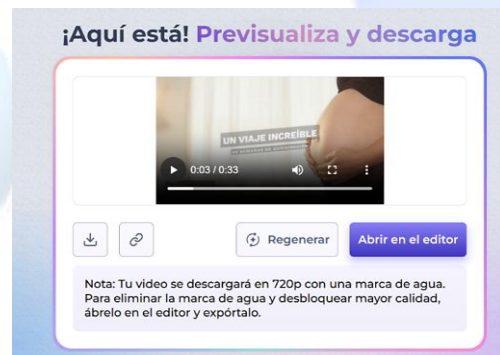 ¡Aquí está! Previsualiza y descarga
UN VIAJE INCREÍBLE
0:03 / 0:33
Regenerar
Abrir en el editor
Nota: Tu video se descargará en 720p con una marca de agua.
Para eliminar la marca de agua y desbloquear mayor calidad,
ábrelo en el editor y expórtalo.